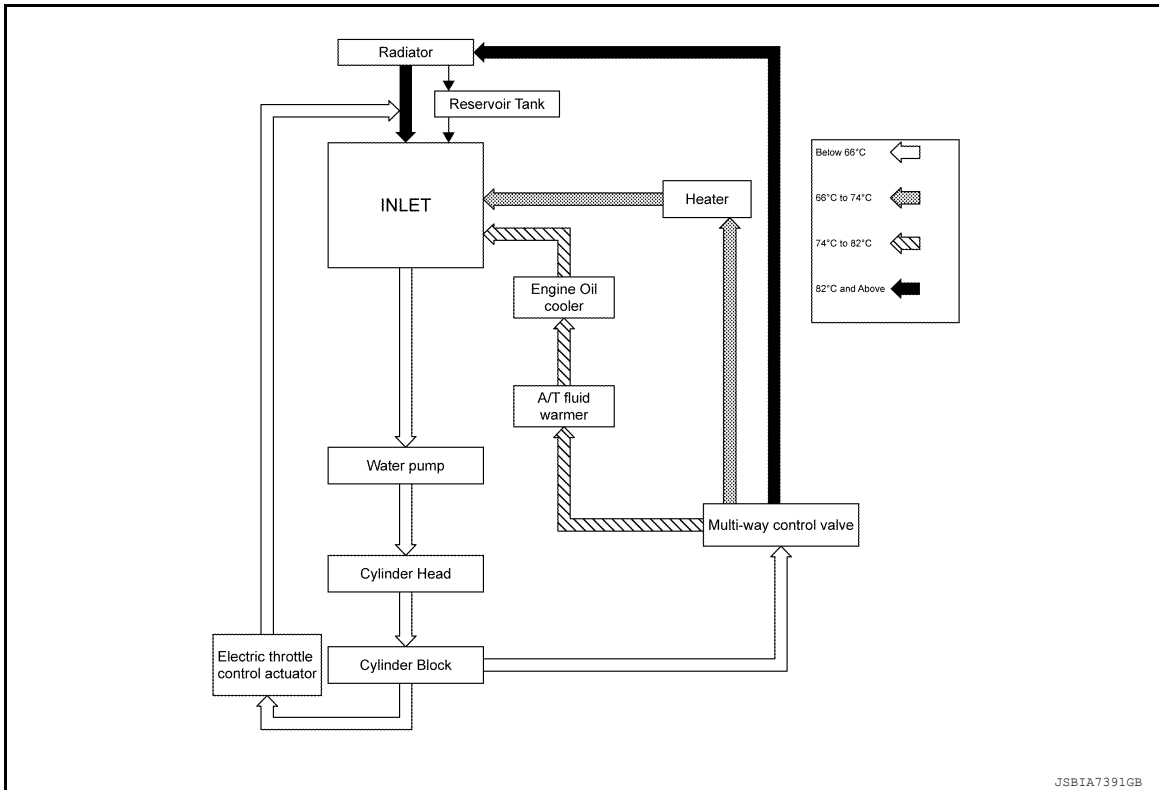 Radiator
Reservoir Tank
INLET
Heater
Engine Oil
cooler
A/T fluid
warmer
Water pump
Multi-way control valve
Cylinder Head
Electric throttle
control actuator
Cylinder Block
Below 66°C
66°C to 74°C
74°C to 82°C
82°C and Above
JSBIA7391GB